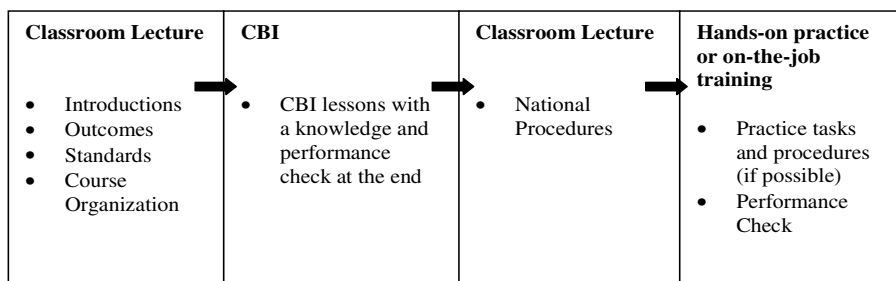 Classroom Lecture
• Introductions
• Outcomes
• Standards
• Course
Organization
CBI
• CBI lessons with
a knowledge and
performance
check at the end
Classroom Lecture
• National
Procedures
Hands-on practice
or on-the-job
training
• Practice tasks
and procedures
(if possible)
• Performance
Check